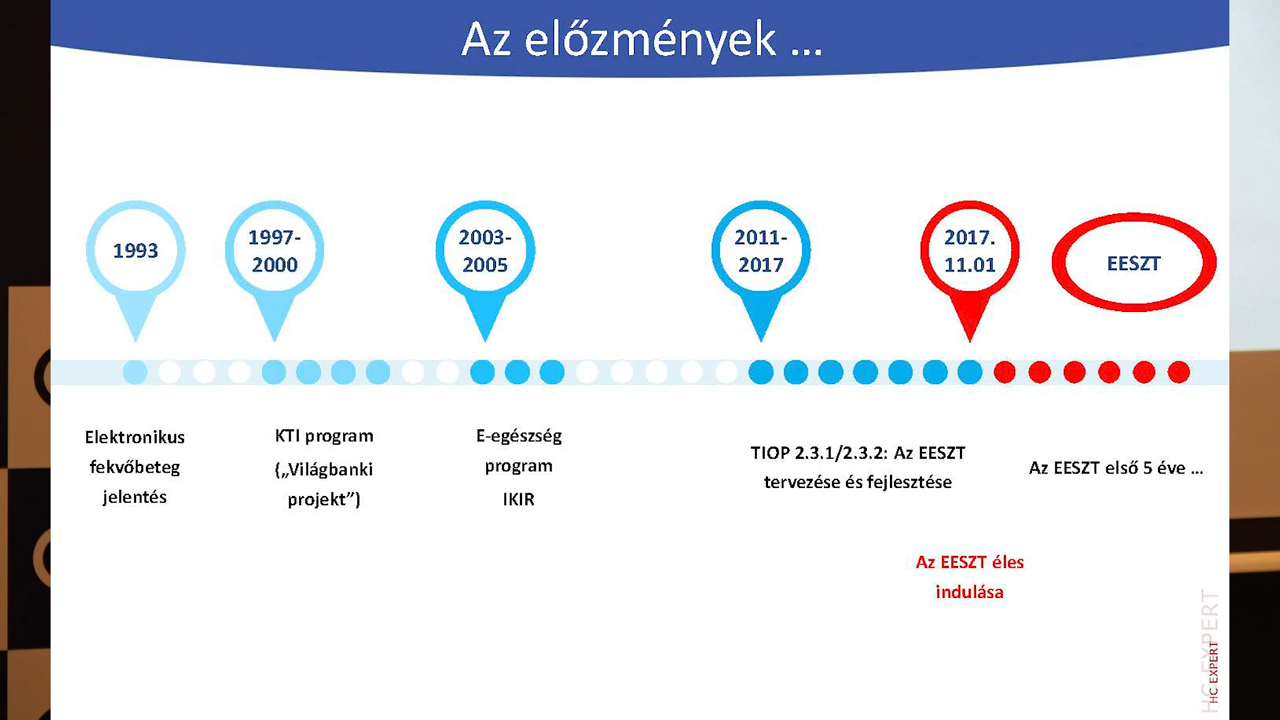 Az előzmények ...
1993
1997-
2000
2003-
2005
2011-
2017
2017.
11.01
EESZT
Elektronikus
fekvőbeteg
jelentés
KTI program
(„Világbanki
projekt”)
E-egészség
program
IKIR
TIOP 2.3.1/2.3.2: Az EESZT
tervezése és fejlesztése
Az EESZT első 5 éve ...
Az EESZT éles
indulása
HC EXPERT
HC EXPERT